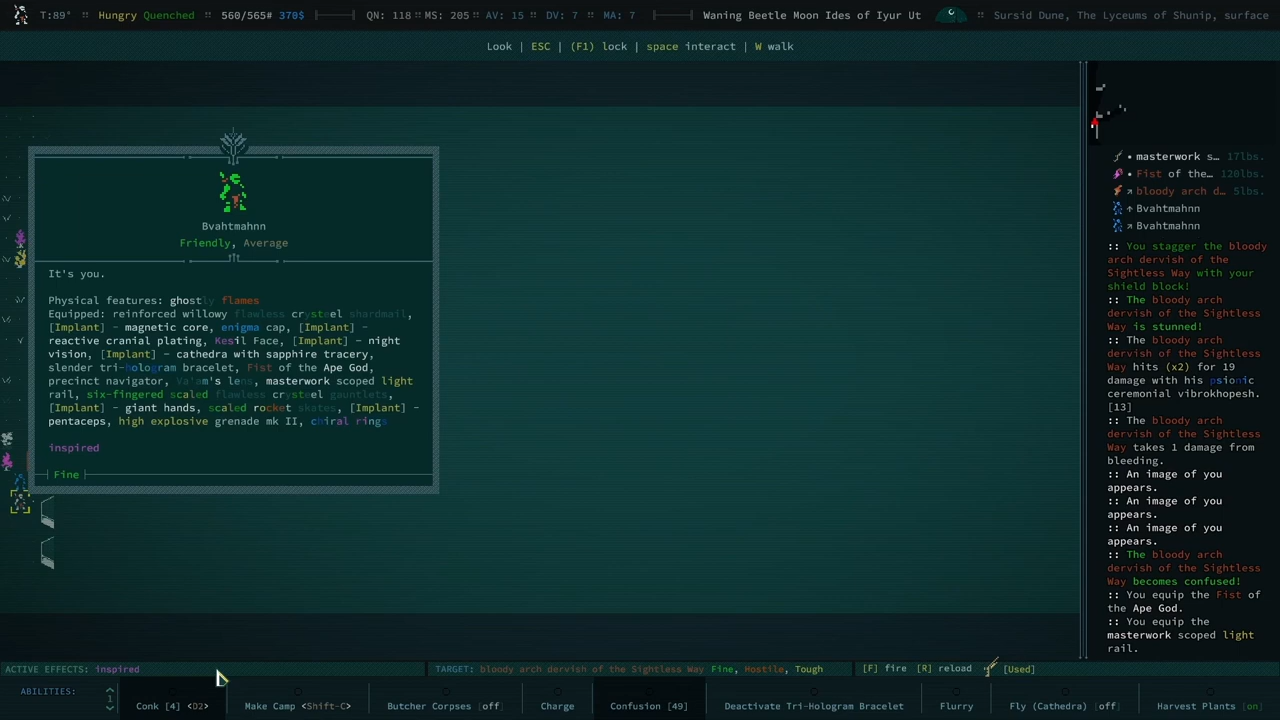 T:89° :: Hungry Quenched :: 560/565# 370$ QN: 118 :: MS: 205 :: AV: 15 :: DV: 7 :: MA: 7 Waning Beetle Moon Ides of Iyur Ut :: Sursid Dune, The Lyceums of Shunip, surface
Look | ESC | (F1) lock | space interact | W walk
Bvahtmahnn
Friendly, Average
It's you.
Physical features: ghostly flames
Equipped: reinforced willowy flawless crysteel shardmail,
[Implant] - magnetic core, enigma cap, [Implant] -
reactive cranial plating, Kesil Face, [Implant] - night
vision, [Implant] - cathedra with sapphire tracery,
slender tri-hologram bracelet, Fist of the Ape God,
precinct navigator, Va'am's lens, masterwork scoped light
rail, six-fingered scaled flawless crysteel gauntlets,
[Implant] - giant hands, scaled rocket skates, [Implant] -
pentaceps, high explosive grenade mk II, chiral rings
inspired
Fine
masterwork s… 17lbs.
Fist of the… 120lbs.
bloody arch d… 5lbs.
Bvahtmahnn
Bvahtmahnn
:: You stagger the bloody
arch dervish of the
Sightless Way with your
shield block!
:: The bloody arch
dervish of the Sightless
Way is stunned!
:: The bloody arch
dervish of the Sightless
Way hits (x2) for 19
damage with his psionic
ceremonial vibrokhopesh.
[13]
:: The bloody arch
dervish of the Sightless
Way takes 1 damage from
bleeding.
:: An image of you
appears.
:: An image of you
appears.
:: An image of you
appears.
:: The bloody arch
dervish of the Sightless
Way becomes confused!
:: You equip the Fist of
the Ape God.
:: You equip the
masterwork scoped light
rail.
ACTIVE EFFECTS: inspired
TARGET: bloody arch dervish of the Sightless Way Fine, Hostile, Tough
[F] fire [R] reload [Used]
ABILITIES: 1 Conk [4] <D2> Make Camp <Shift-C> Butcher Corpses [off] Charge Confusion [49] Deactivate Tri-Hologram Bracelet Flurry Fly (Cathedra) [off] Harvest Plants [on]